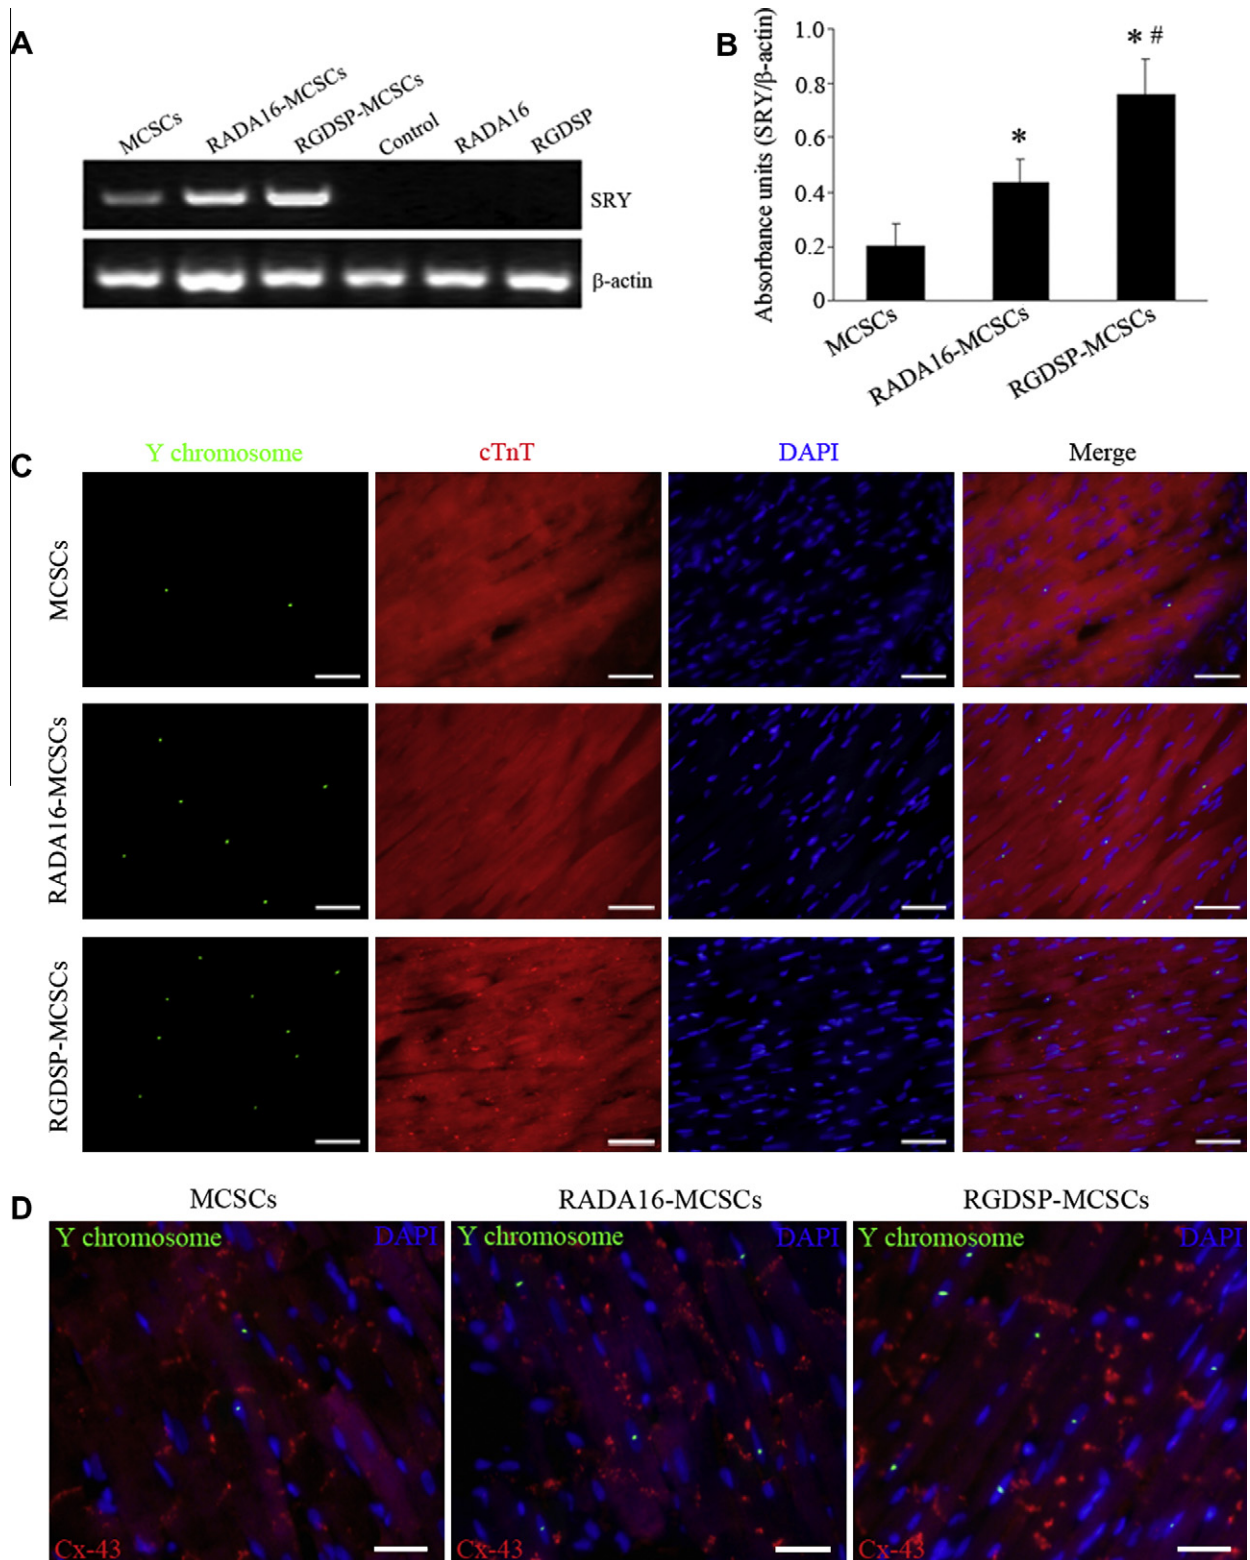 A
MCSCs
RADA16-MCSCs
RGDSP-MCSCs
Control
RADA16
RGDSP
SRY
β-actin
B
Absorbance units (SRY/β-actin)
1.0
0.8
0.6
0.4
0.2
0
*
* #
MCSCs
RADA16-MCSCs
RGDSP-MCSCs
C
Y chromosome
cTnT
DAPI
Merge
MCSCs
RADA16-MCSCs
RGDSP-MCSCs
D
MCSCs
RADA16-MCSCs
RGDSP-MCSCs
Y chromosome
DAPI
Y chromosome
DAPI
Y chromosome
DAPI
Cx-43
Cx-43
Cx-43